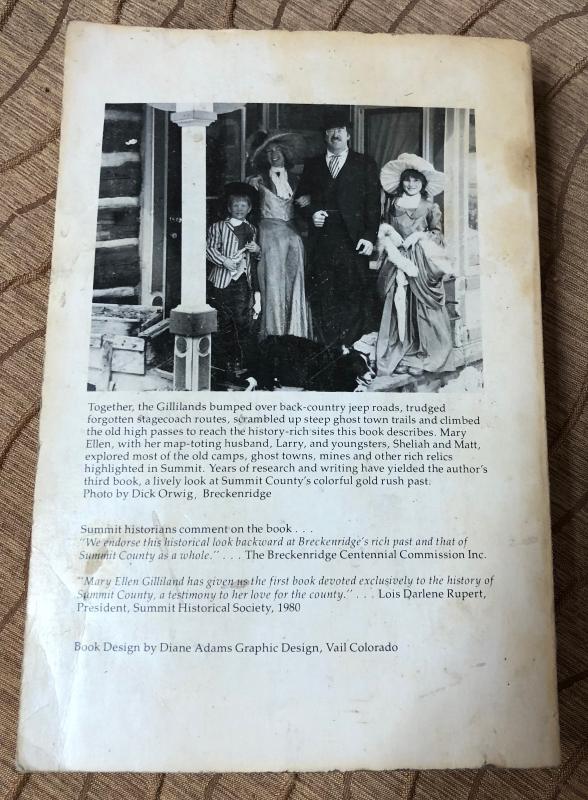 Together, the Gillilands bumped over back-country jeep roads, trudged
forgotten stagecoach routes, scrambled up steep ghost town trails and climbed
the old high passes to reach the history-rich sites this book describes. Mary
Ellen, with her map-toting husband, Larry, and youngsters, Sheliah and Matt,
explored most of the old camps, ghost towns, mines and other rich relics
highlighted in Summit. Years of research and writing have yielded the author's
third book, a lively look at Summit County's colorful gold rush past.
Photo by Dick Orwig, Breckenridge
Summit historians comment on the book . . .
"We endorse this historical look backward at Breckenridge's rich past and that of
Summit County as a whole." . . . The Breckenridge Centennial Commission Inc.
"Mary Ellen Gilliland has given us the first book devoted exclusively to the history of
Summit County, a testimony to her love for the county." . . . Lois Darlene Rupert,
President, Summit Historical Society, 1980
Book Design by Diane Adams Graphic Design, Vail Colorado